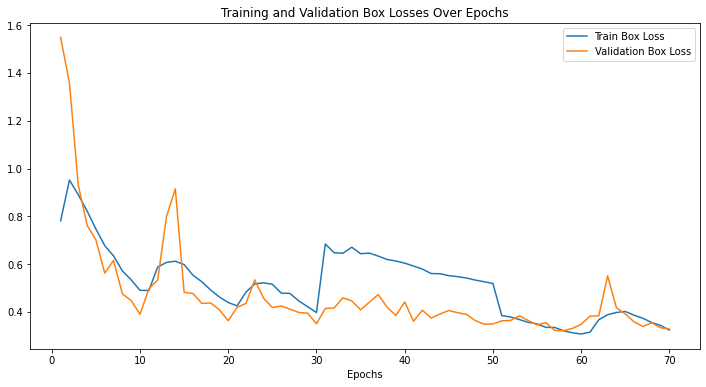 Training and Validation Box Losses Over Epochs
Train Box Loss
Validation Box Loss
1.6
1.4
1.2
1.0
0.8
0.6
0.4
0 10 20 30 40 50 60 70
Epochs